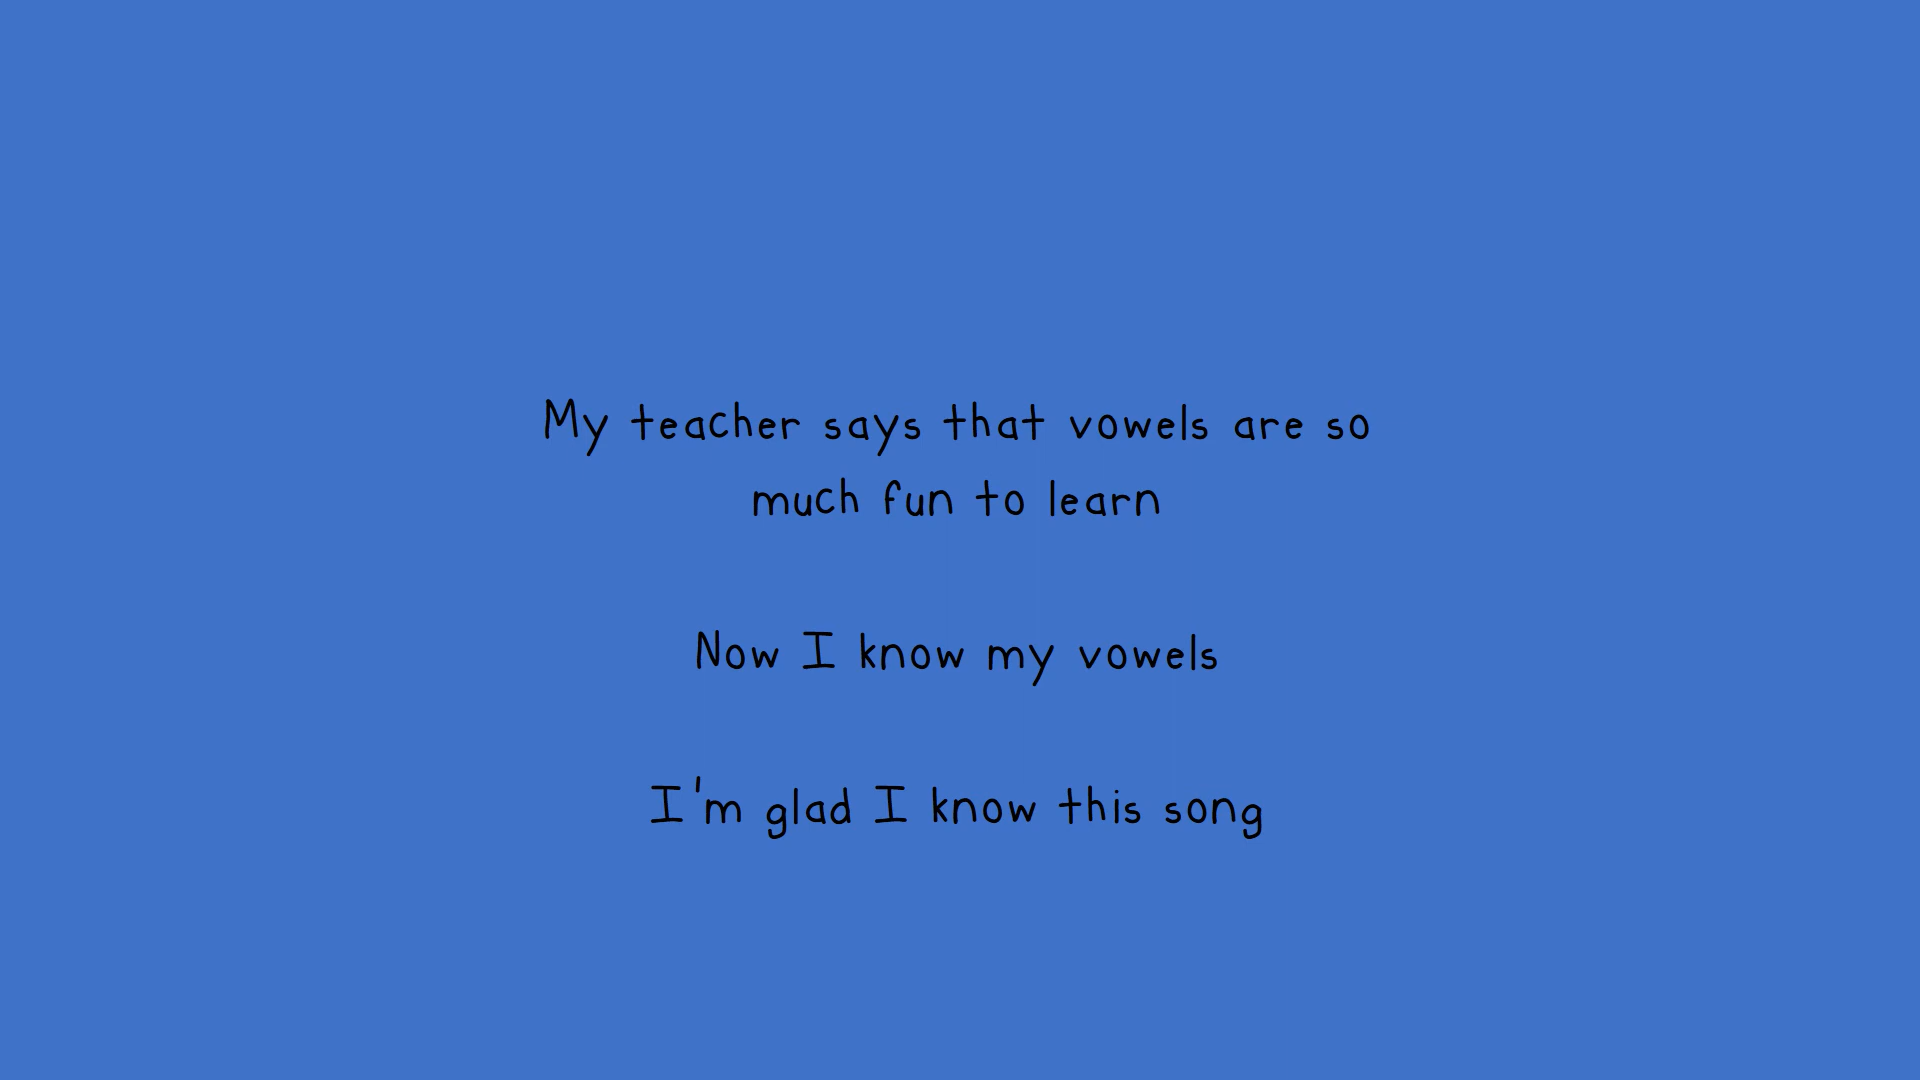 My teacher says that vowels are so
much fun to learn
Now I know my vowels
I'm glad I know this song